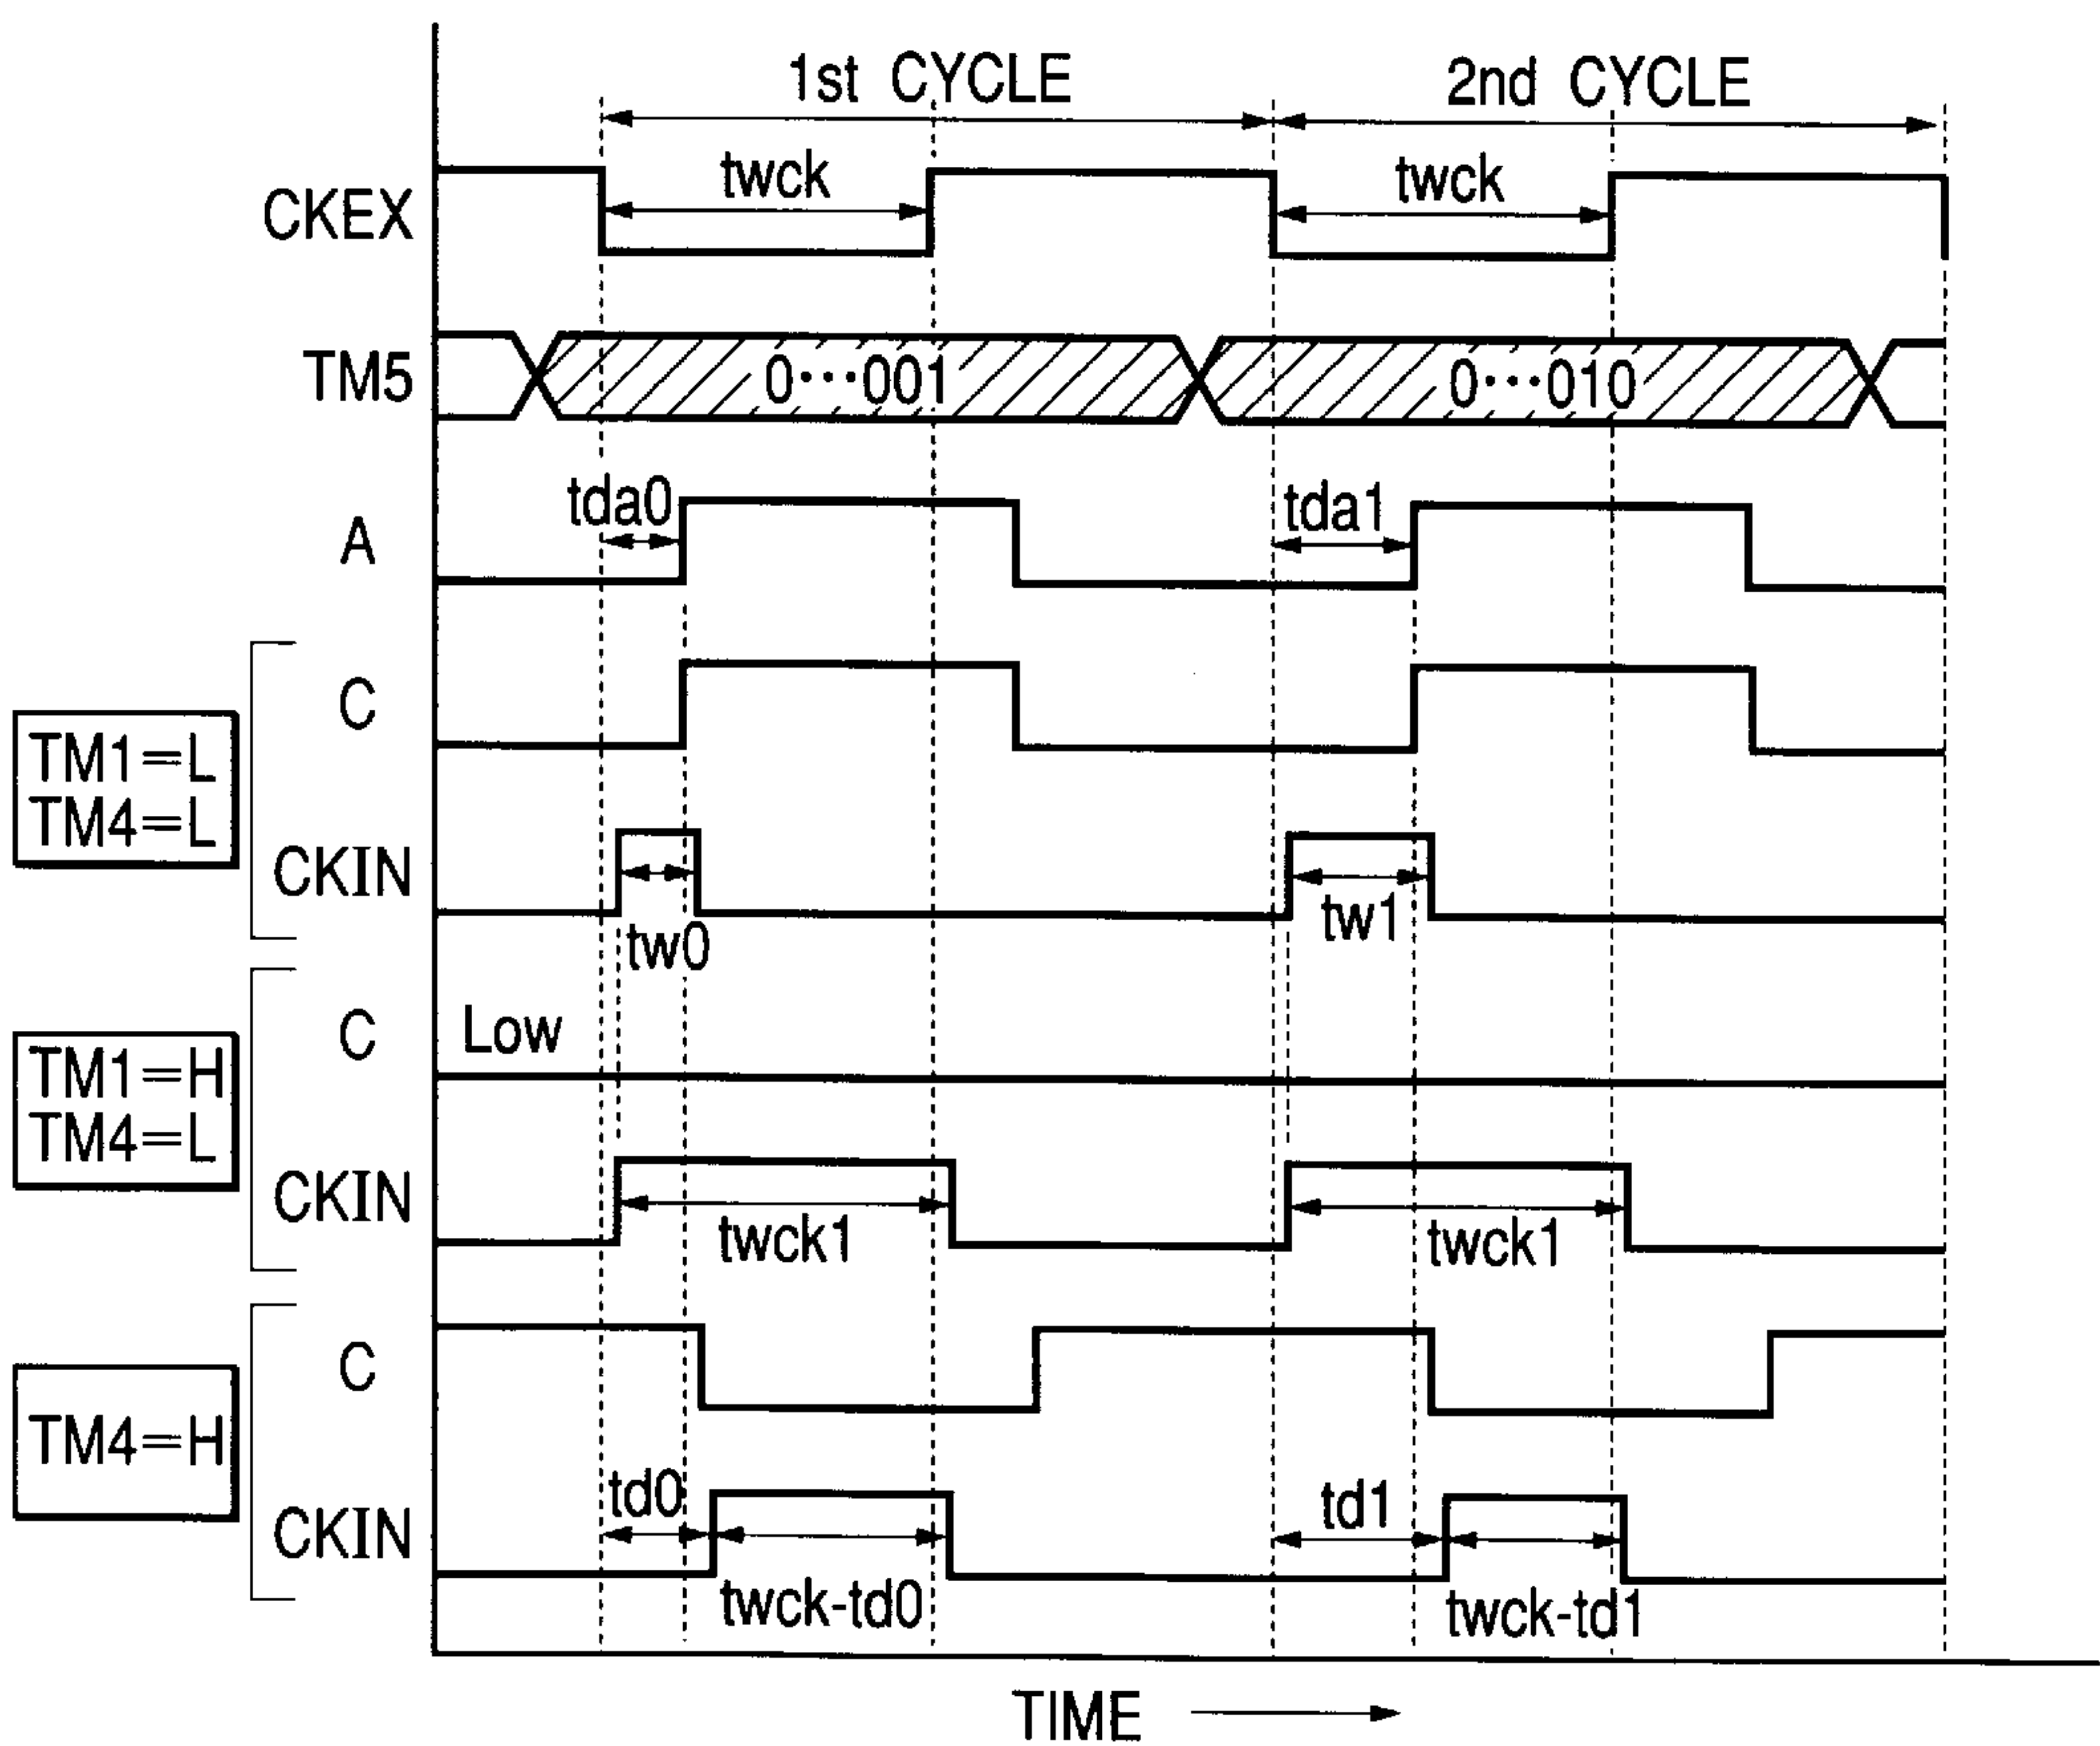 1st CYCLE
2nd CYCLE
CKEX
twck
twck
TM5
0···001
0···010
A
tda0
tda1
TM1=L
TM4=L
C
CKIN
tw0
tw1
TM1=H
TM4=L
C
Low
CKIN
twck1
twck1
TM4=H
C
CKIN
td0
twck-td0
td1
twck-td1
TIME